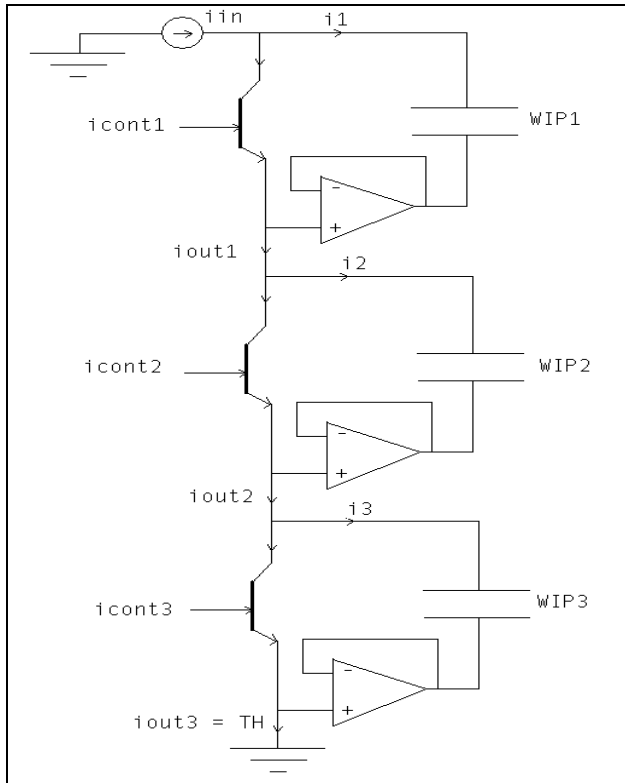 iin
i1
icont1
WIP1
-
+
iout1
i2
icont2
WIP2
-
+
iout2
i3
icont3
WIP3
-
+
iout3 = TH